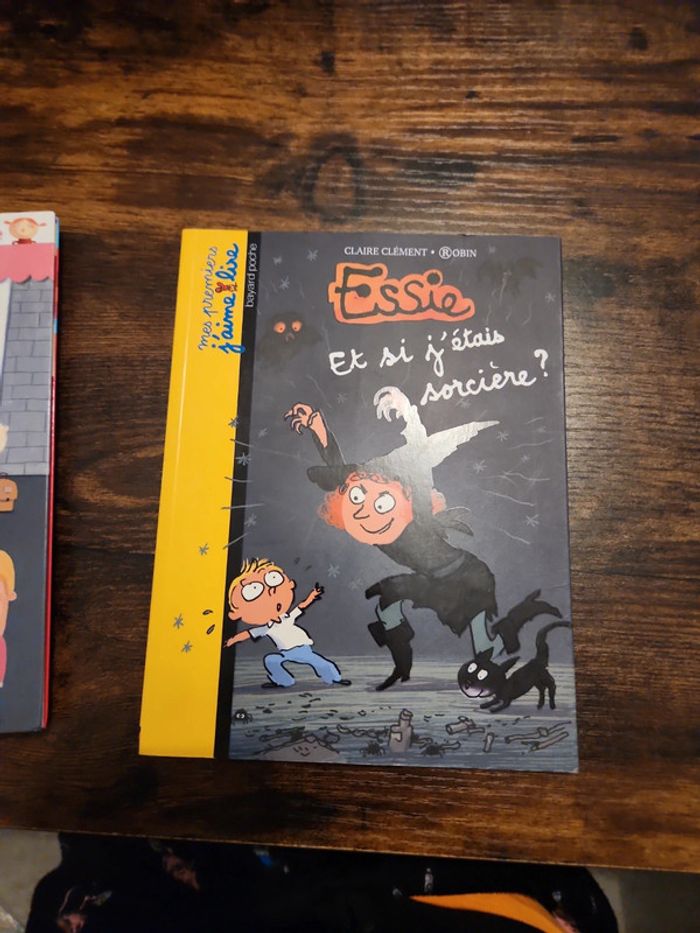 CLAIRE CLÉMENT • ROBIN
Essie
Et si j'étais
sorcière ?
mes premiers
j'aime lire
bayard poche